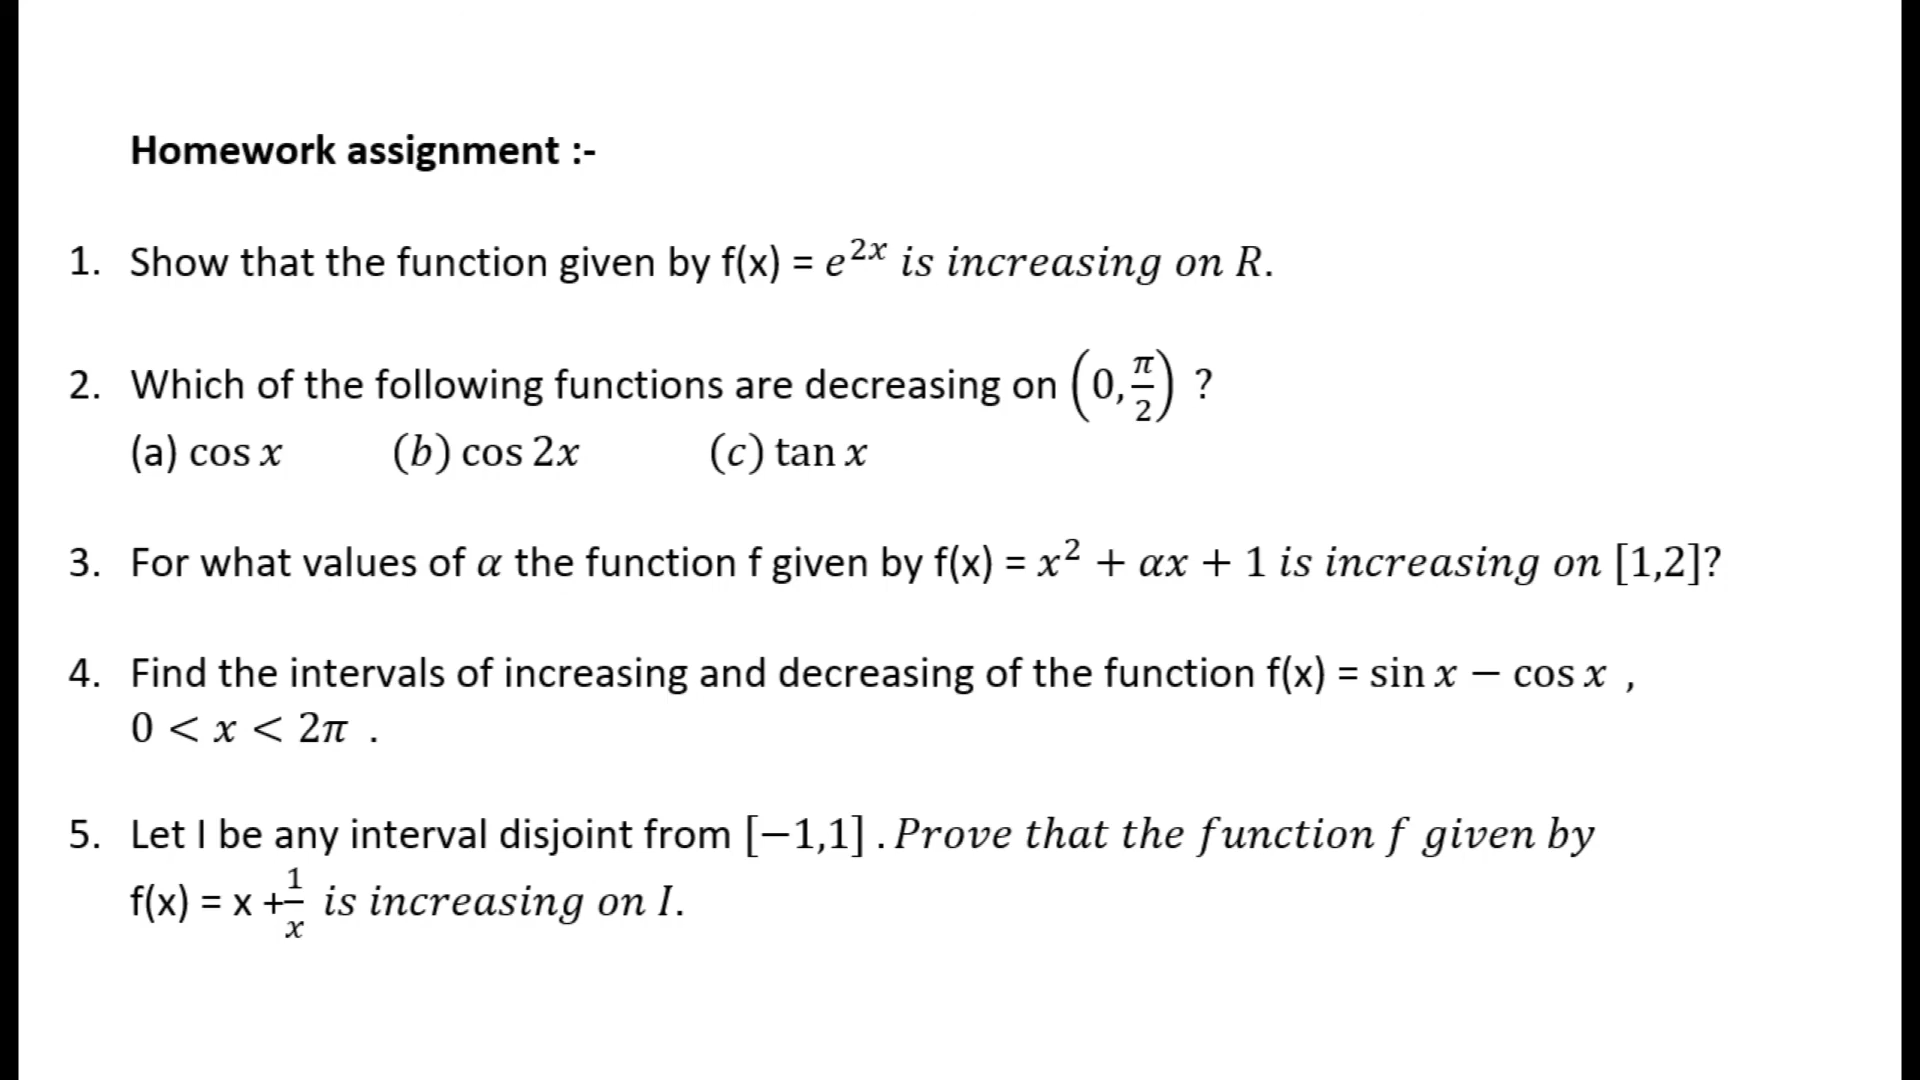 Homework assignment :-
1. Show that the function given by f(x) = e^{2x} is increasing on R.
2. Which of the following functions are decreasing on (0, π/2) ?
(a) cos x (b) cos 2x (c) tan x
3. For what values of α the function f given by f(x) = x² + αx + 1 is increasing on [1,2]?
4. Find the intervals of increasing and decreasing of the function f(x) = sin x − cos x ,
0 < x < 2π .
5. Let I be any interval disjoint from [−1,1] . Prove that the function f given by
f(x) = x + 1/x is increasing on I.